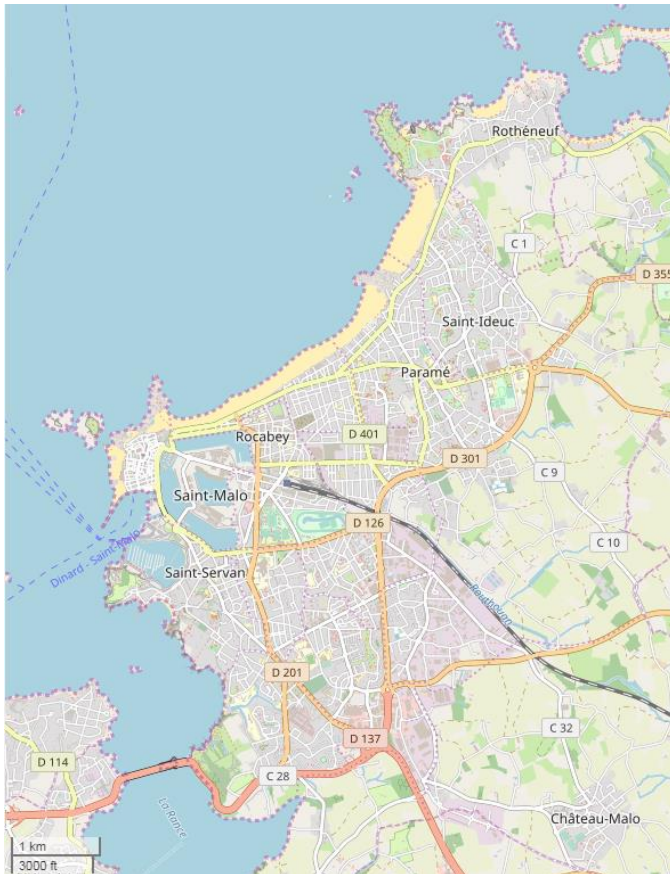 Rothéneuf
C 1
D 355
Saint-Ideuc
Paramé
Rocabey
D 401
D 301
C 9
Saint-Malo
D 126
C 10
Dinard - Saint-Malo
Saint-Servan
Routhouan
D 201
C 32
D 137
D 114
C 28
La Rance
Château-Malo
1 km
3000 ft